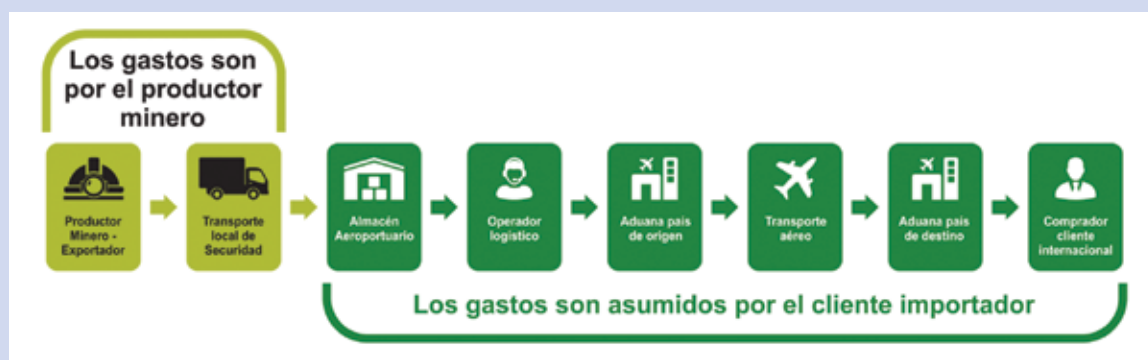 Los gastos son
por el productor
minero
Productor
Minero -
Exportador
Transporte
local de
Securidad
Almacén
Aeroportuario
Operador
logístico
Aduana país
de origen
Transporte
aéreo
Aduana país
de destino
Comprador
cliente
internacional
Los gastos son asumidos por el cliente importador